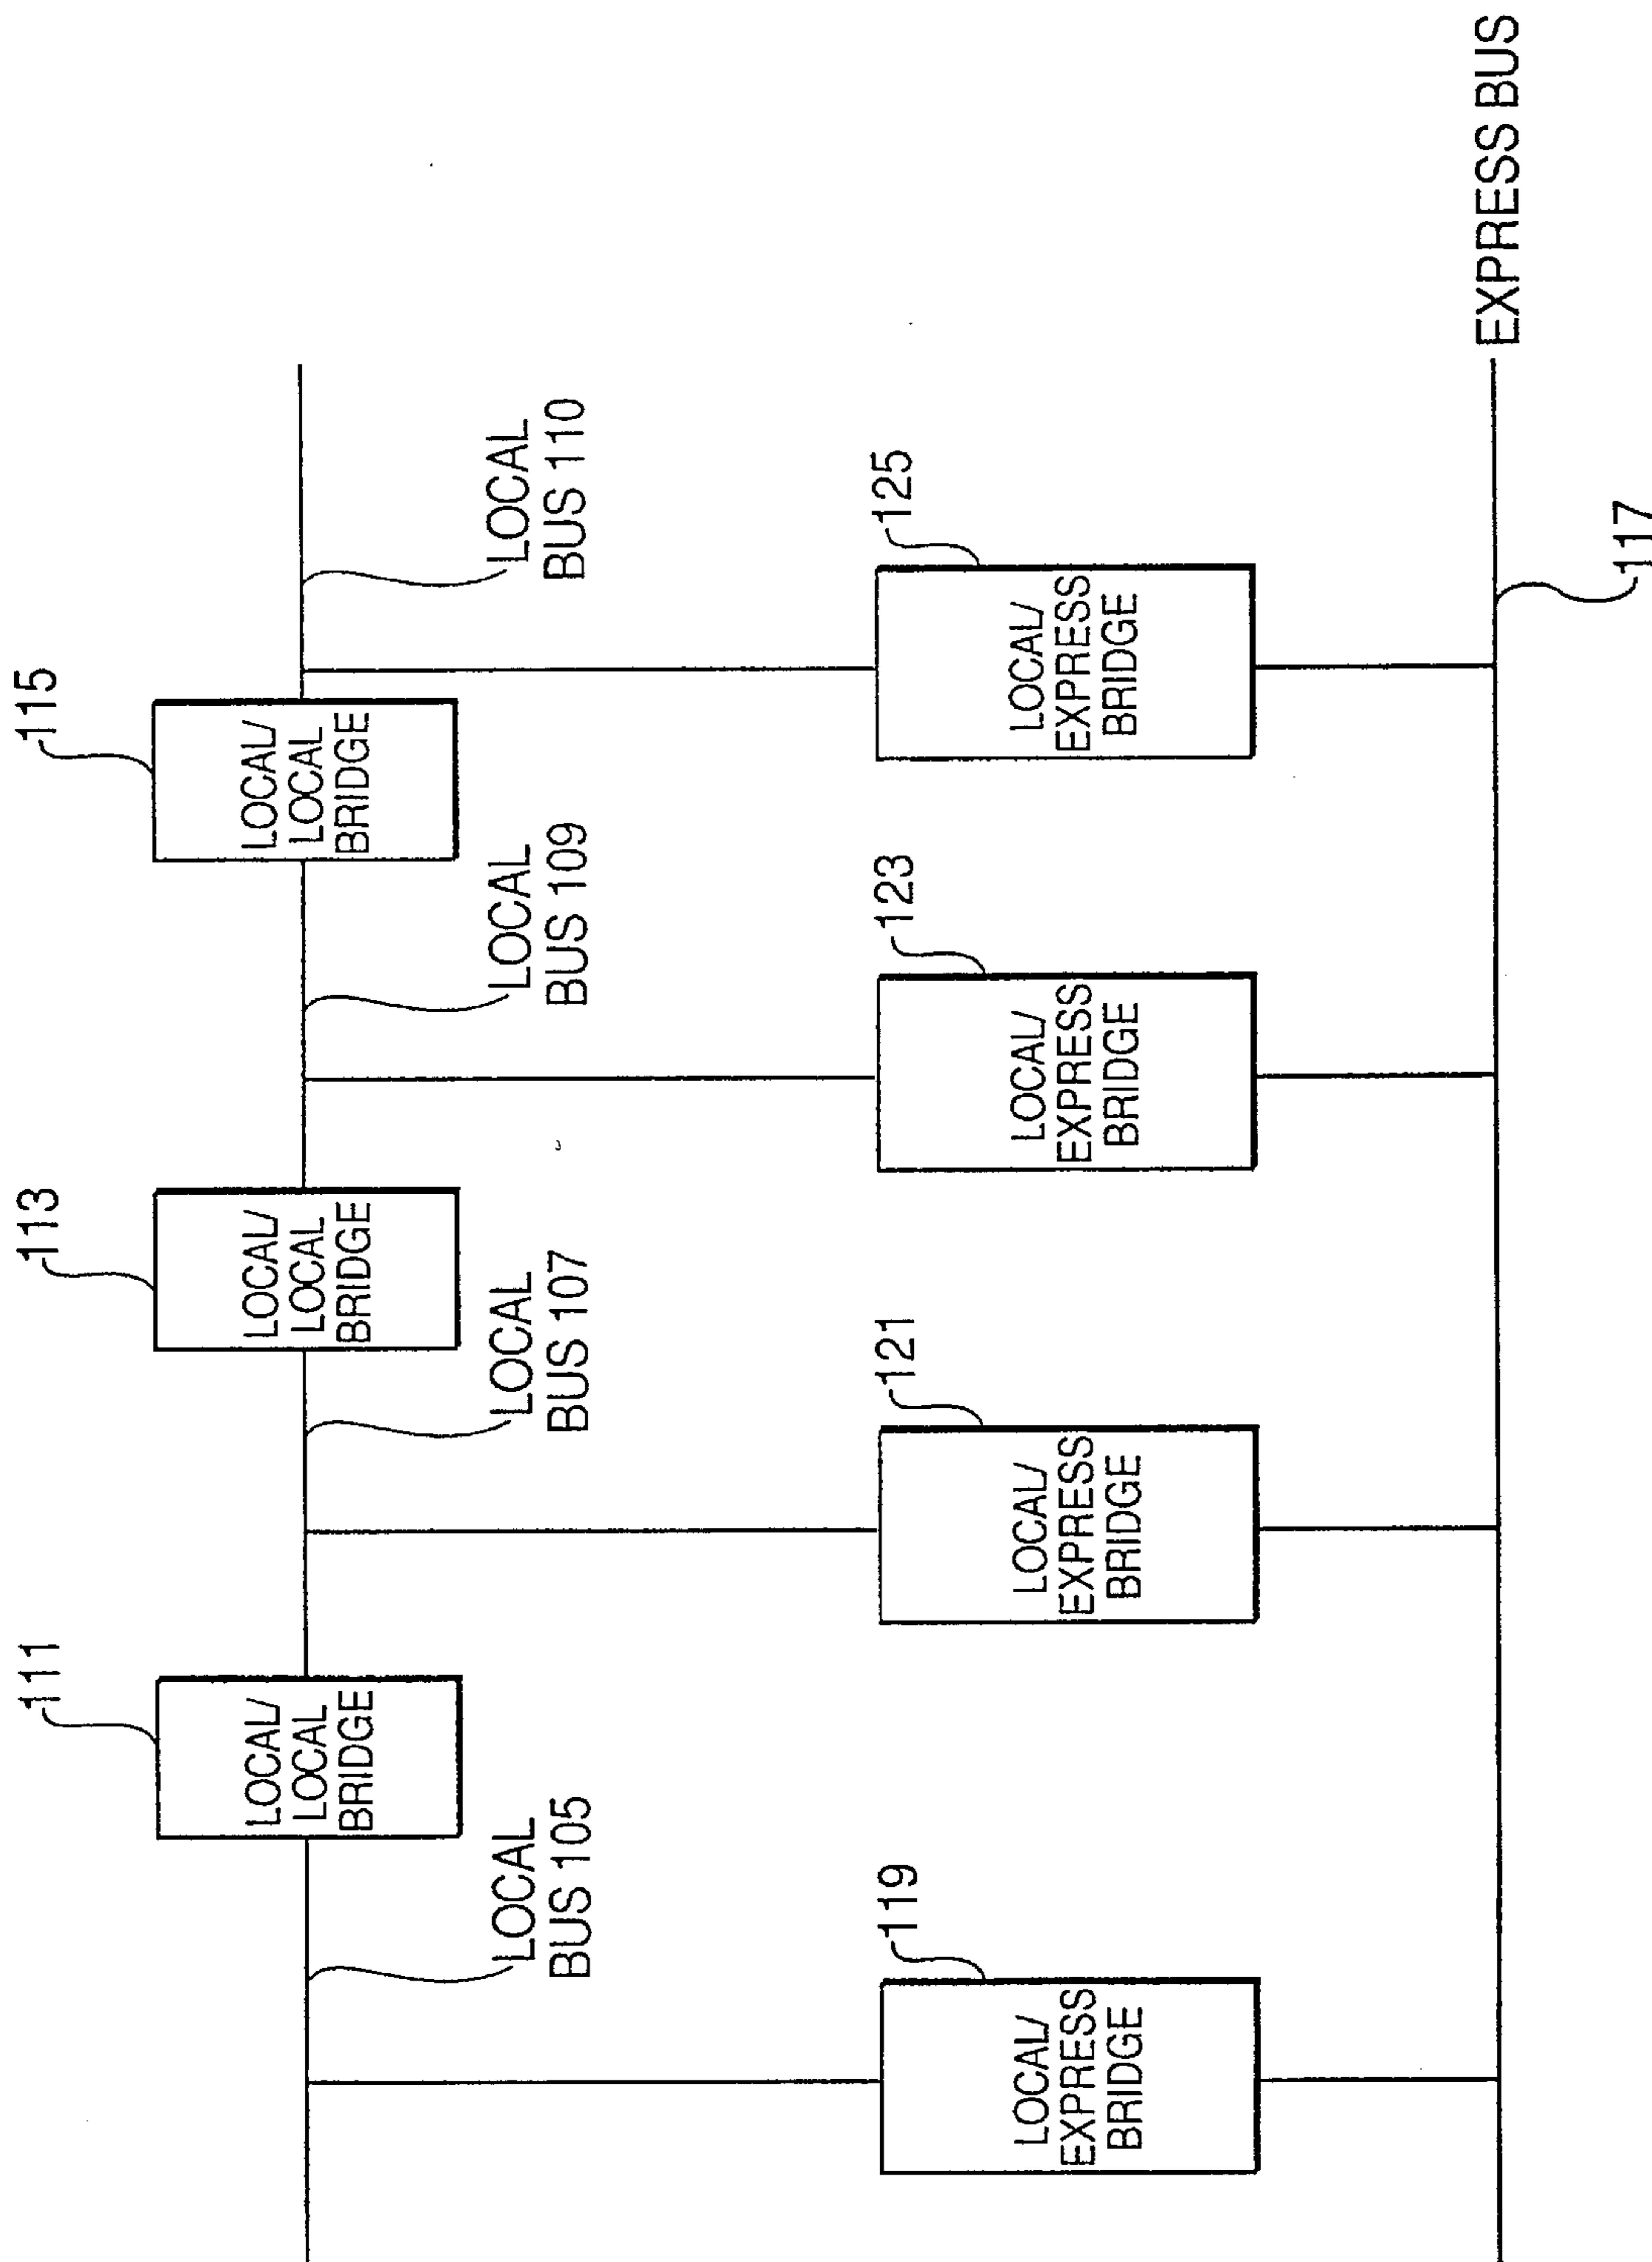 111
113
115
LOCAL/
LOCAL
BRIDGE
LOCAL/
LOCAL
BRIDGE
LOCAL/
LOCAL
BRIDGE
LOCAL
BUS 105
LOCAL
BUS 107
LOCAL
BUS 109
LOCAL
BUS 110
119
121
123
125
LOCAL/
EXPRESS
BRIDGE
LOCAL/
EXPRESS
BRIDGE
LOCAL/
EXPRESS
BRIDGE
LOCAL/
EXPRESS
BRIDGE
EXPRESS BUS
117